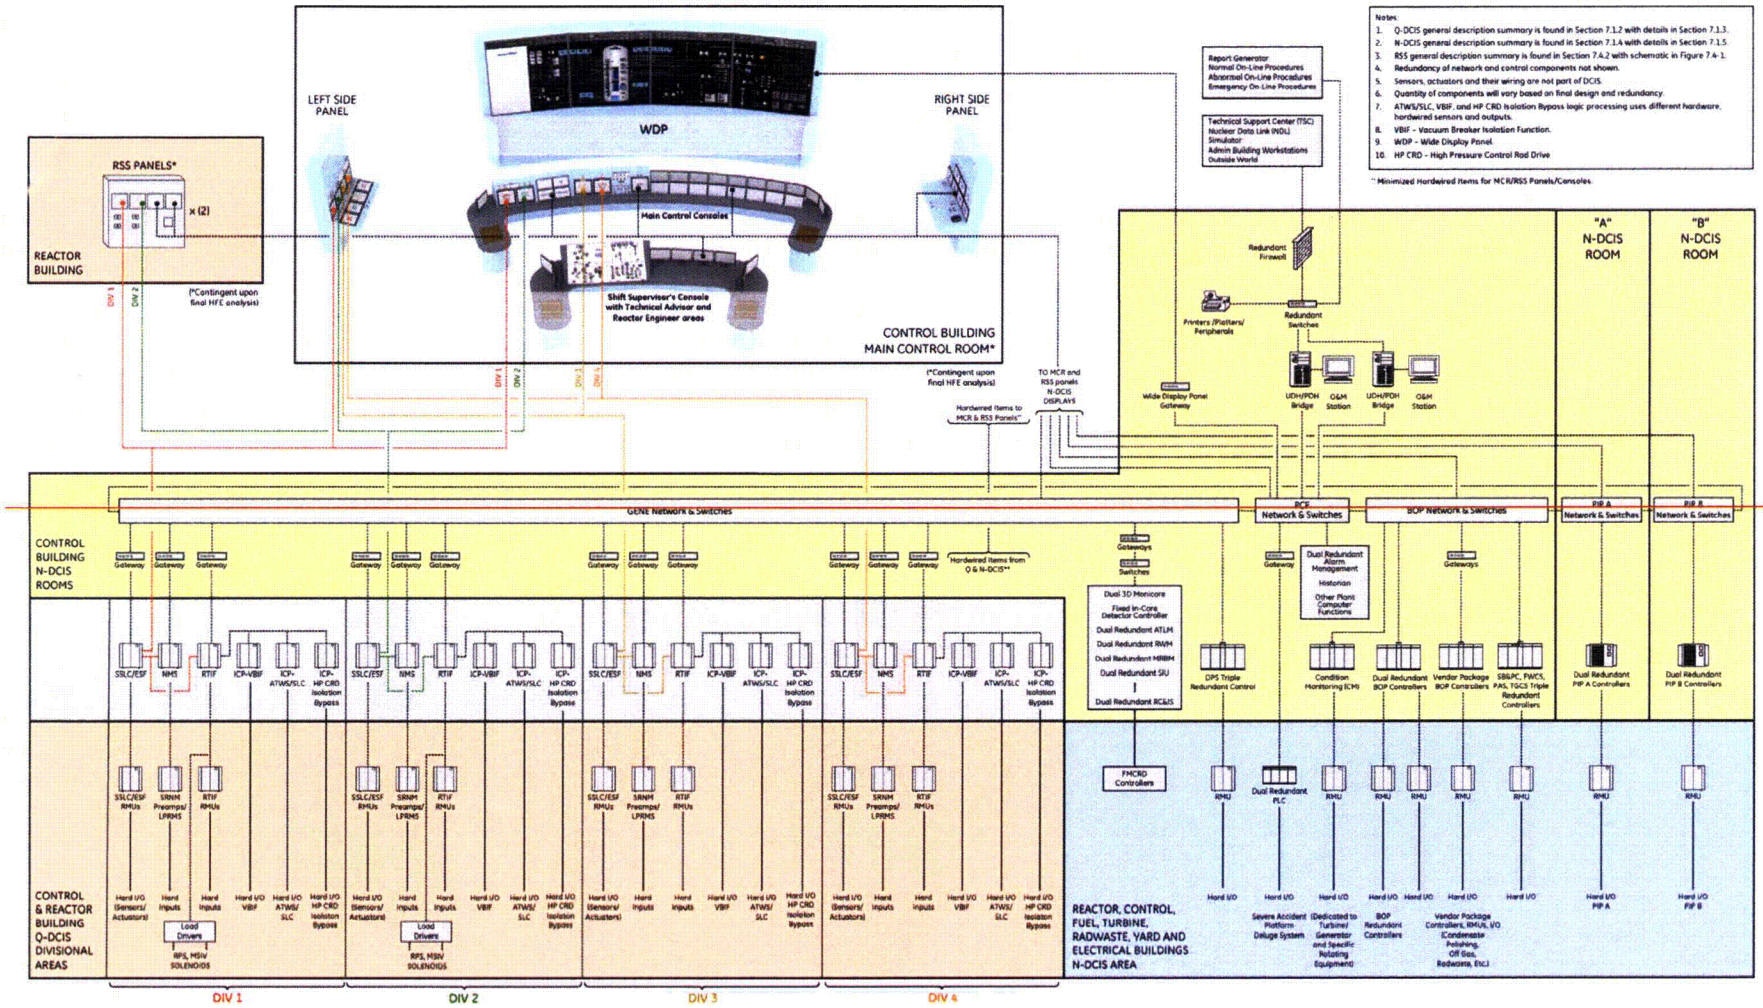 Notes:
1. Q-DCIS general description summary is found in Section 7.1.2 with details in Section 7.1.3.
2. N-DCIS general description summary is found in Section 7.1.4 with details in Section 7.1.5.
3. RSS general description summary is found in Section 7.4.2 with schematic in Figure 7.4-1.
4. Redundancy of network and control components not shown.
5. Sensors, actuators and their wiring are not part of DCIS.
6. Quantity of components will vary based on final design and redundancy.
7. ATWS/SLC, VBIF, and HP CRD Isolation Bypass logic processing uses different hardware, hardwired sensors and outputs.
8. VBIF - Vacuum Breaker Isolation Function.
9. WDP - Wide Display Panel
10. HP CRD - High Pressure Control Rod Drive
** Minimized Hardwired Items for MCR/RSS Panels/Consoles.
Report Generator
Normal On-Line Procedures
Abnormal On-Line Procedures
Emergency On-Line Procedures
Technical Support Center (TSC)
Nuclear Data Link (NDL)
Simulator
Admin Building Workstations
Outside World
LEFT SIDE
PANEL
WDP
RIGHT SIDE
PANEL
Main Control Consoles
Shift Supervisor's Console
with Technical Advisor and
Reactor Engineer areas
CONTROL BUILDING
MAIN CONTROL ROOM*
(*Contingent upon
final HFE analysis)
RSS PANELS*
x (2)
REACTOR
BUILDING
(*Contingent upon
final HFE analysis)
DIV 1
DIV 2
DIV 1
DIV 2
DIV 3
DIV 4
TO MCR and
RSS panels
N-DCIS
DISPLAYS
Hardwired Items to
MCR & RSS Panels**
Redundant
Firewall
Printers /Plotters/
Peripherals
Redundant
Switches
Wide Display Panel
Gateway
UDH/PDH
Bridge
O&M
Station
UDH/PDH
Bridge
O&M
Station
"A"
N-DCIS
ROOM
"B"
N-DCIS
ROOM
GENE Network & Switches
PCF
Network & Switches
BOP Network & Switches
PIP A
Network & Switches
PIP B
Network & Switches
CONTROL
BUILDING
N-DCIS
ROOMS
Gateway Gateway Gateway
Gateway Gateway Gateway
Gateway Gateway Gateway
Gateway Gateway Gateway
Hardwired Items from
Q & N-DCIS**
Gateways
Switches
Gateway
Gateways
Dual Redundant
Alarm
Management
Historian
Other Plant
Computer
Functions
Dual 3D Monicore
Fixed In-Core
Detector Controller
Dual Redundant ATLM
Dual Redundant RWM
Dual Redundant MRBM
Dual Redundant SIU
Dual Redundant RC&IS
DPS Triple
Redundant Control
Condition
Monitoring (CM)
Dual Redundant
BOP Controllers
Vendor Package
BOP Controllers
SB&PC, FWCS,
PAS, TGCS Triple
Redundant
Controllers
Dual Redundant
PIP A Controllers
Dual Redundant
PIP B Controllers
SSLC/ESF NMS RTIF ICP-VBIF ICP-
ATWS/SLC ICP-
HP CRD
Isolation
Bypass
SSLC/ESF NMS RTIF ICP-VBIF ICP-
ATWS/SLC ICP-
HP CRD
Isolation
Bypass
SSLC/ESF NMS RTIF ICP-VBIF ICP-
ATWS/SLC ICP-
HP CRD
Isolation
Bypass
SSLC/ESF NMS RTIF ICP-VBIF ICP-
ATWS/SLC ICP-
HP CRD
Isolation
Bypass
SSLC/ESF
RMUs
SRNM
Preamps/
LPRMS
RTIF
RMUs
SSLC/ESF
RMUs
SRNM
Preamps/
LPRMS
RTIF
RMUs
SSLC/ESF
RMUs
SRNM
Preamps/
LPRMS
RTIF
RMUs
SSLC/ESF
RMUs
SRNM
Preamps/
LPRMS
RTIF
RMUs
FMCRD
Controllers
RMU
Dual Redundant
PLC
RMU
RMU
RMU
RMU
RMU
RMU
RMU
CONTROL
& REACTOR
BUILDING
Q-DCIS
DIVISIONAL
AREAS
Hard I/O
(Sensors/
Actuators)
Hard
Inputs
Hard
Inputs
Hard I/O
VBIF
Hard I/O
ATWS/
SLC
Hard I/O
HP CRD
Isolation
Bypass
Load
Drivers
RPS, MSIV
SOLENOIDS
Hard I/O
(Sensors/
Actuators)
Hard
Inputs
Hard
Inputs
Hard I/O
VBIF
Hard I/O
ATWS/
SLC
Hard I/O
HP CRD
Isolation
Bypass
Load
Drivers
RPS, MSIV
SOLENOIDS
Hard I/O
(Sensors/
Actuators)
Hard
Inputs
Hard
Inputs
Hard I/O
VBIF
Hard I/O
ATWS/
SLC
Hard I/O
HP CRD
Isolation
Bypass
Hard I/O
(Sensors/
Actuators)
Hard
Inputs
Hard
Inputs
Hard I/O
VBIF
Hard I/O
ATWS/
SLC
Hard I/O
HP CRD
Isolation
Bypass
REACTOR, CONTROL,
FUEL, TURBINE,
RADWASTE, YARD AND
ELECTRICAL BUILDINGS
N-DCIS AREA
Hard I/O
Hard I/O
Severe Accident
Platform
Deluge System
Hard I/O
(Dedicated to
Turbine/
Generator
and Specific
Rotating
Equipment)
Hard I/O
BOP
Redundant
Controllers
Hard I/O
Hard I/O
Vendor Package
Controllers, RMUs, I/O
(Condensate
Polishing,
Off Gas,
Radwaste, Etc.)
Hard I/O
Hard I/O
PIP A
Hard I/O
PIP B
DIV 1
DIV 2
DIV 3
DIV 4